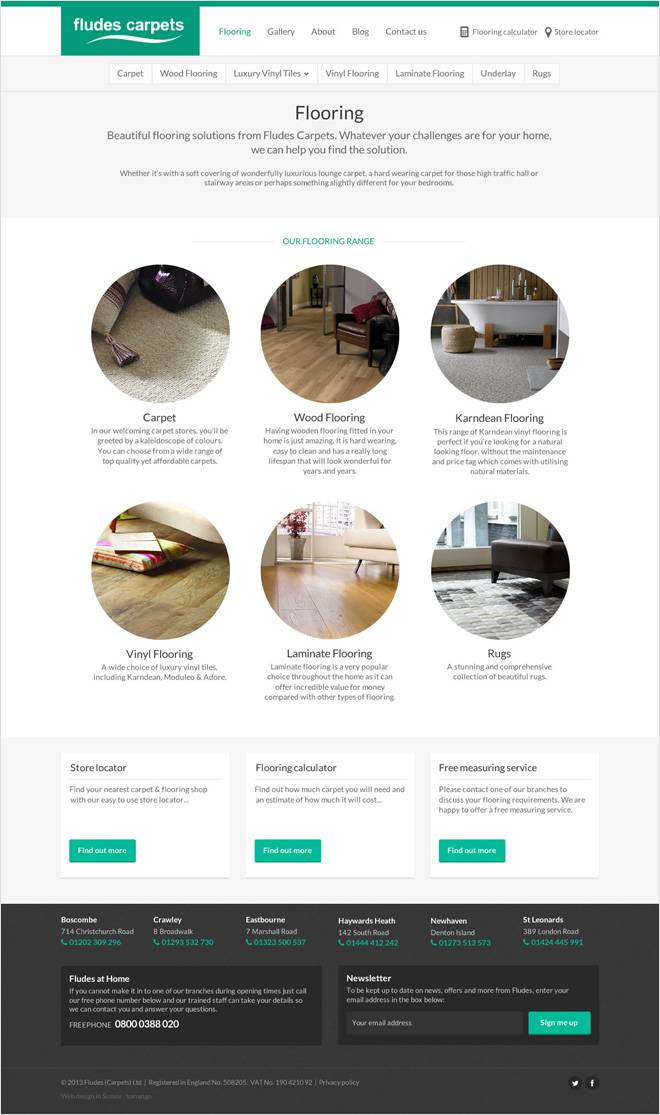 fludes carpets
Flooring
Gallery
About
Blog
Contact us
Flooring calculator
Store locator
Carpet
Wood Flooring
Luxury Vinyl Tiles
Vinyl Flooring
Laminate Flooring
Underlay
Rugs
Flooring
Beautiful flooring solutions from Fludes Carpets. Whatever your challenges are for your home,
we can help you find the solution.
Whether it's with a soft covering of wonderfully luxurious lounge carpet, a hard wearing carpet for those high traffic hall or
stairway areas or perhaps something slightly different for your bedrooms.
OUR FLOORING RANGE
Carpet
In our welcoming carpet stores, you'll be
greeted by a kaleidoscope of colours.
You can choose from a wide range of
top quality yet affordable carpets.
Wood Flooring
Having wooden flooring fitted in your
home is just amazing. It is hard wearing,
easy to clean and has a really long
lifespan that will look wonderful for
years and years.
Karndean Flooring
This range of Karndean vinyl flooring is
perfect if you're looking for a natural
looking floor, without the maintenance
and price tag which comes with utilising
natural materials.
Vinyl Flooring
A wide choice of luxury vinyl tiles,
including Karndean, Moduleo & Adore.
Laminate Flooring
Laminate flooring is a very popular
choice throughout the home as it can
offer incredible value for money
compared with other types of flooring.
Rugs
A stunning and comprehensive
collection of beautiful rugs.
Store locator
Find your nearest carpet & flooring shop
with our easy to use store locator...
Find out more
Flooring calculator
Find out how much carpet you will need and
an estimate of how much it will cost...
Find out more
Free measuring service
Please contact one of our branches to
discuss your flooring requirements. We are
happy to offer a free measuring service.
Find out more
Boscombe
714 Christchurch Road
01202 309 296
Crawley
8 Broadwalk
01293 532 730
Eastbourne
7 Marshall Road
01323 500 537
Haywards Heath
142 South Road
01444 412 242
Newhaven
Denton Island
01273 513 573
St Leonards
389 London Road
01424 445 991
Fludes at Home
If you cannot make it in to one of our branches during opening times just call
our free phone number below and our trained staff can take your details so
we can contact you and answer your questions.
FREEPHONE 0800 0388 020
Newsletter
To be kept up to date on news, offers and more from Fludes, enter your
email address in the box below:
Your email address
Sign me up
© 2013 Fludes (Carpets) Ltd | Registered in England No. 508205. VAT No. 190 4210 92 | Privacy policy
Web design in Sussex - tomango